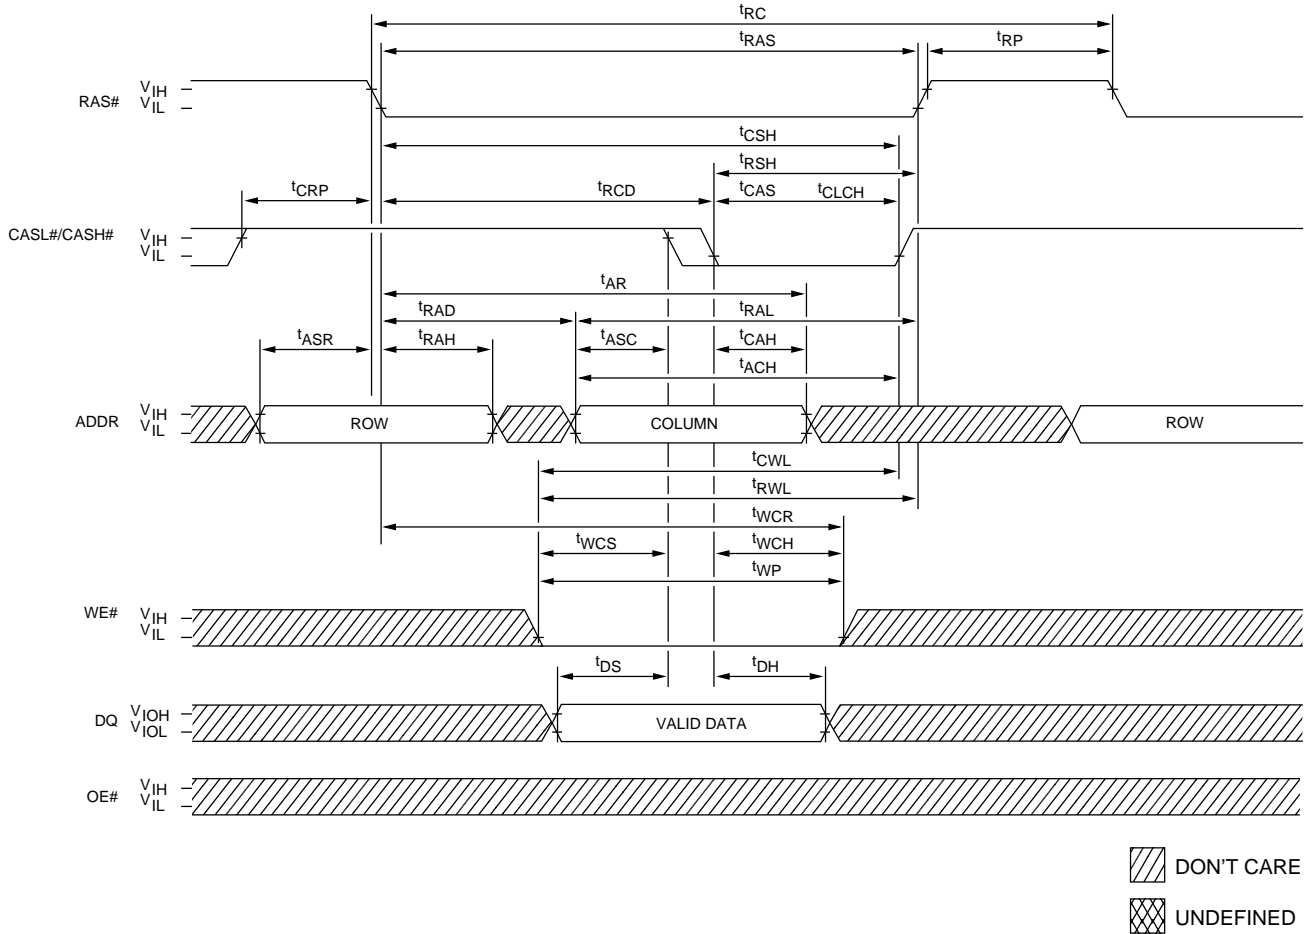 tRC
tRAS
tRP
RAS#
VIH
VIL
tCSH
tRSH
tCRP
tRCD
tCAS
tCLCH
CASL#/CASH#
VIH
VIL
tAR
tRAD
tRAL
tASR
tRAH
tASC
tCAH
tACH
ADDR
VIH
VIL
ROW
COLUMN
ROW
tCWL
tRWL
tWCR
tWCS
tWCH
tWP
WE#
VIH
VIL
tDS
tDH
DQ
VIOH
VIOL
VALID DATA
OE#
VIH
VIL
DON'T CARE
UNDEFINED